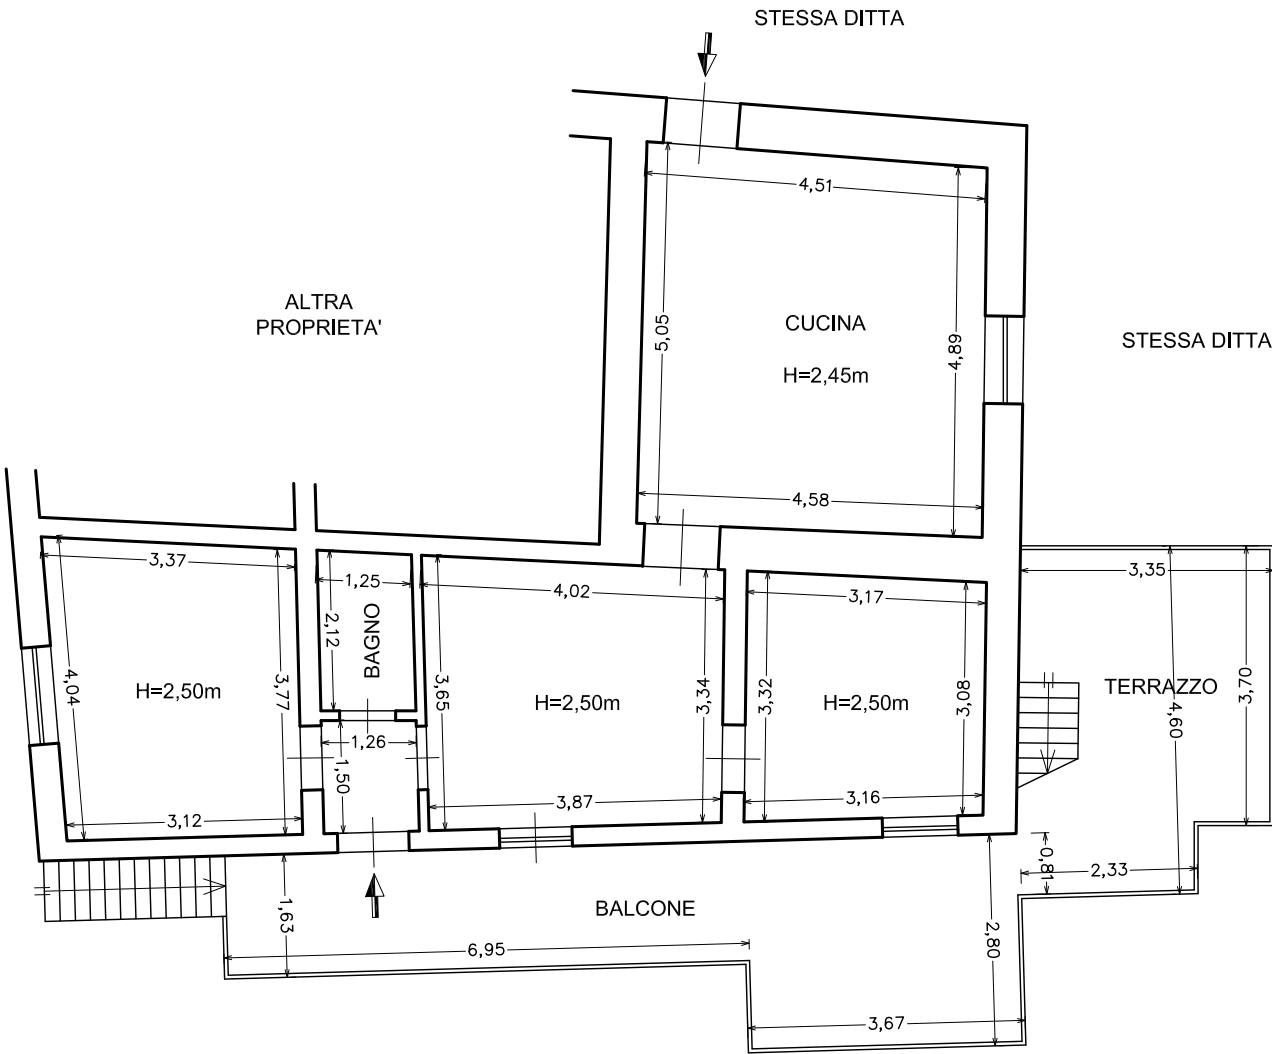 STESSA DITTA
4,51
ALTRA
PROPRIETA'
CUCINA
H=2,45m
5,05
4,89
STESSA DITTA
4,58
3,37
1,25
2,12
BAGNO
4,02
3,17
3,35
4,04
H=2,50m
3,77
3,65
H=2,50m
3,34
3,32
H=2,50m
3,08
TERRAZZO
4,60
3,70
1,26
1,50
3,12
3,87
3,16
0,81
2,33
1,63
BALCONE
6,95
2,80
3,67